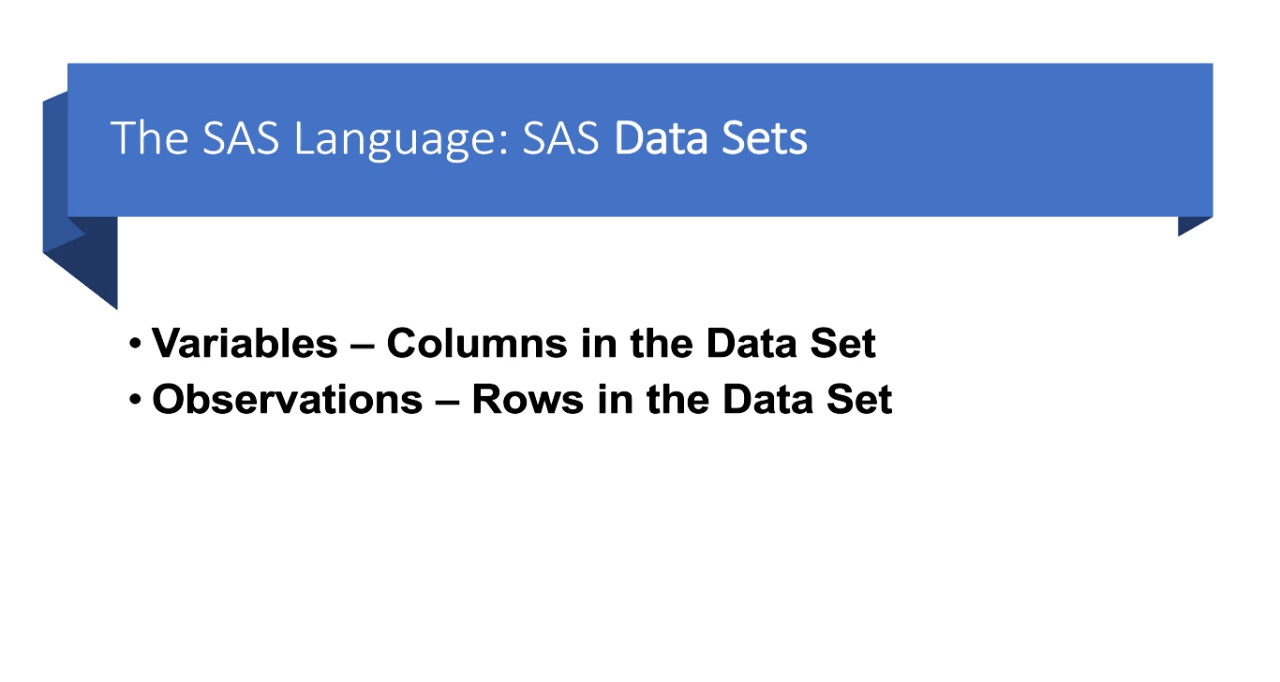 The SAS Language: SAS Data Sets
• Variables – Columns in the Data Set
• Observations – Rows in the Data Set